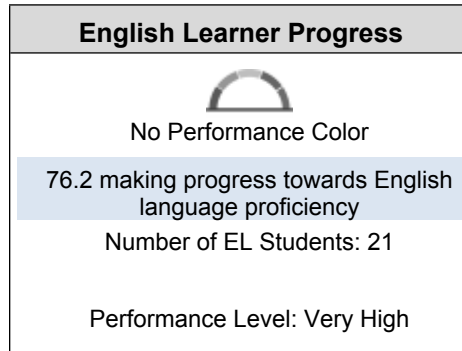 English Learner Progress
No Performance Color
76.2 making progress towards English
language proficiency
Number of EL Students: 21
Performance Level: Very High